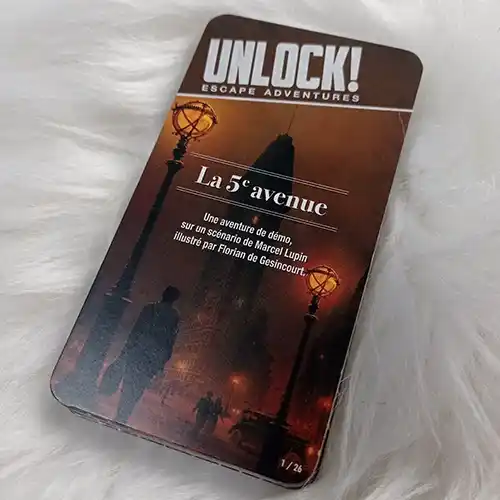 UNLOCK!
ESCAPE ADVENTURES
La 5e avenue
Une aventure de démo,
sur un scénario de Marcel Lupin
illustré par Florian de Gesincourt.
1 / 26